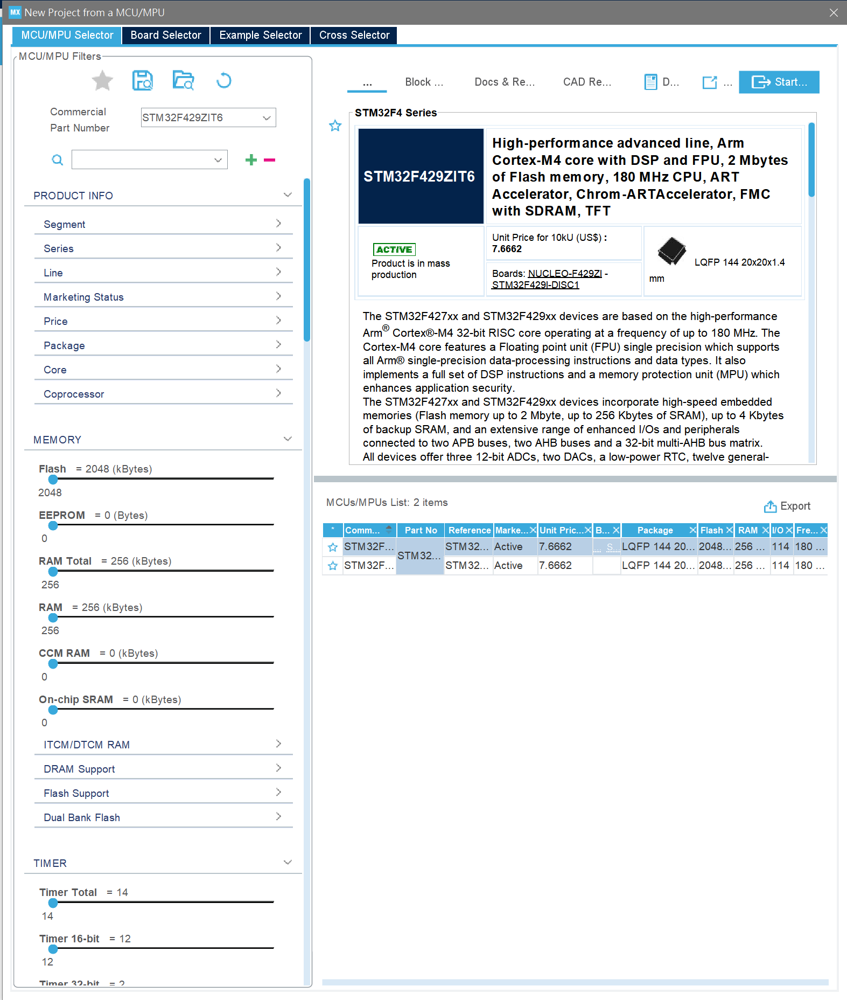 MX New Project from a MCU/MPU
MCU/MPU Selector
Board Selector
Example Selector
Cross Selector
MCU/MPU Filters
Commercial
Part Number
STM32F429ZIT6
PRODUCT INFO
Segment
Series
Line
Marketing Status
Price
Package
Core
Coprocessor
MEMORY
Flash = 2048 (kBytes)
2048
EEPROM = 0 (Bytes)
0
RAM Total = 256 (kBytes)
256
RAM = 256 (kBytes)
256
CCM RAM = 0 (kBytes)
0
On-chip SRAM = 0 (kBytes)
0
ITCM/DTCM RAM
DRAM Support
Flash Support
Dual Bank Flash
TIMER
Timer Total = 14
14
Timer 16-bit = 12
12
Timer 32-bit = 2
...
Block ...
Docs & Re...
CAD Re...
D...
...
Start...
STM32F4 Series
STM32F429ZIT6
High-performance advanced line, Arm
Cortex-M4 core with DSP and FPU, 2 Mbytes
of Flash memory, 180 MHz CPU, ART
Accelerator, Chrom-ARTAccelerator, FMC
with SDRAM, TFT
ACTIVE
Product is in mass
production
Unit Price for 10kU (US$) :
7.6662
Boards: NUCLEO-F429ZI -
STM32F429I-DISC1
LQFP 144 20x20x1.4
mm
The STM32F427xx and STM32F429xx devices are based on the high-performance
Arm® Cortex®-M4 32-bit RISC core operating at a frequency of up to 180 MHz. The
Cortex-M4 core features a Floating point unit (FPU) single precision which supports
all Arm® single-precision data-processing instructions and data types. It also
implements a full set of DSP instructions and a memory protection unit (MPU) which
enhances application security.
The STM32F427xx and STM32F429xx devices incorporate high-speed embedded
memories (Flash memory up to 2 Mbyte, up to 256 Kbytes of SRAM), up to 4 Kbytes
of backup SRAM, and an extensive range of enhanced I/Os and peripherals
connected to two APB buses, two AHB buses and a 32-bit multi-AHB bus matrix.
All devices offer three 12-bit ADCs, two DACs, a low-power RTC, twelve general-
MCUs/MPUs List: 2 items
Export
* Comm... Part No Reference Marke... Unit Pric... B... Package Flash RAM I/O Fre...
STM32F... STM32... STM32... Active 7.6662 ... S... LQFP 144 20... 2048... 256 ... 114 180 ...
STM32F... STM32... Active 7.6662 LQFP 144 20... 2048... 256 ... 114 180 ...